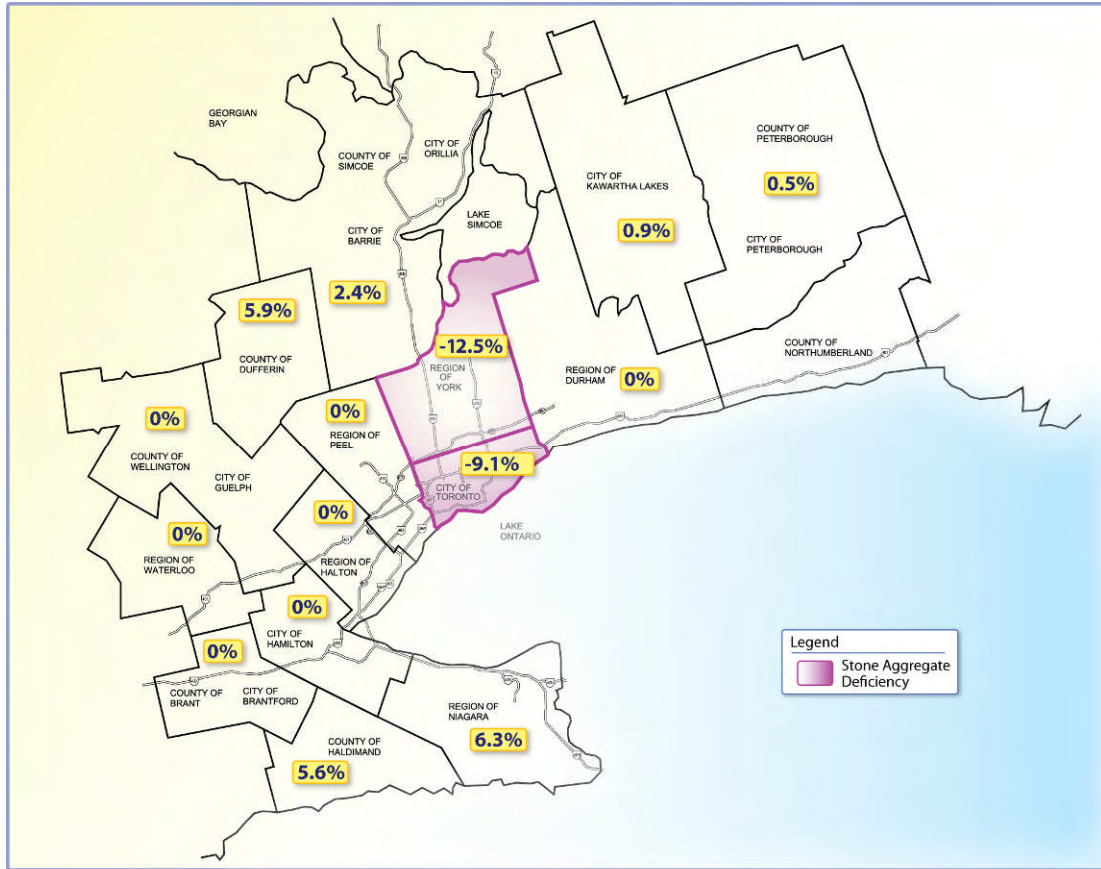 GEORGIAN
BAY
COUNTY OF
SIMCOE
CITY OF
ORILLIA
CITY OF
BARRIE
2.4%
LAKE
SIMCOE
CITY OF
KAWARTHA LAKES
0.9%
COUNTY OF
PETERBOROUGH
0.5%
CITY OF
PETERBOROUGH
5.9%
COUNTY OF
DUFFERIN
-12.5%
REGION
OF
YORK
REGION OF
DURHAM
0%
COUNTY OF
NORTHUMBERLAND
0%
COUNTY OF
WELLINGTON
CITY OF
GUELPH
0%
REGION OF
PEEL
-9.1%
CITY OF
TORONTO
LAKE
ONTARIO
0%
REGION OF
WATERLOO
0%
REGION OF
HALTON
0%
CITY OF
HAMILTON
0%
COUNTY OF
BRANT
CITY OF
BRANTFORD
REGION OF
NIAGARA
6.3%
COUNTY OF
HALDIMAND
5.6%
Legend
Stone Aggregate
Deficiency